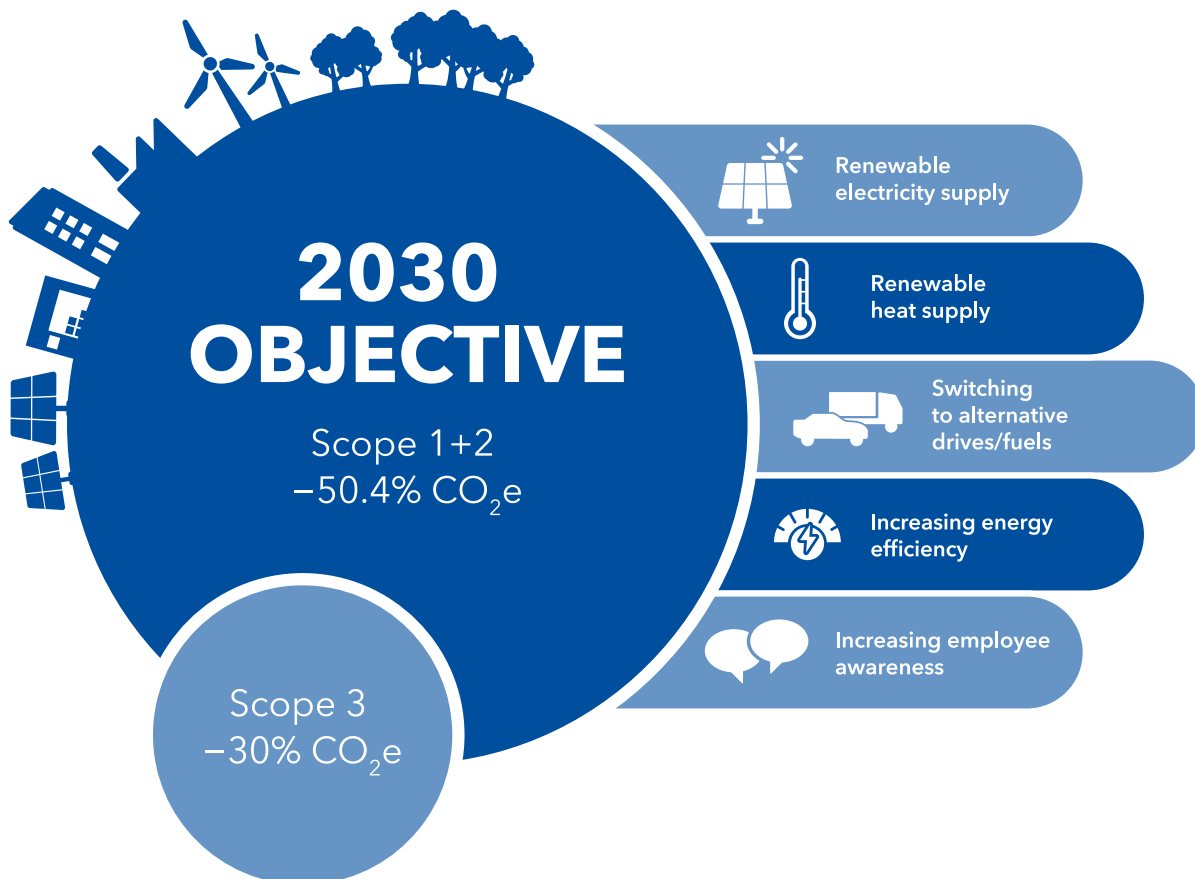 2030
OBJECTIVE
Scope 1+2
–50.4% CO₂e
Scope 3
–30% CO₂e
Renewable
electricity supply
Renewable
heat supply
Switching
to alternative
drives/fuels
Increasing energy
efficiency
Increasing employee
awareness